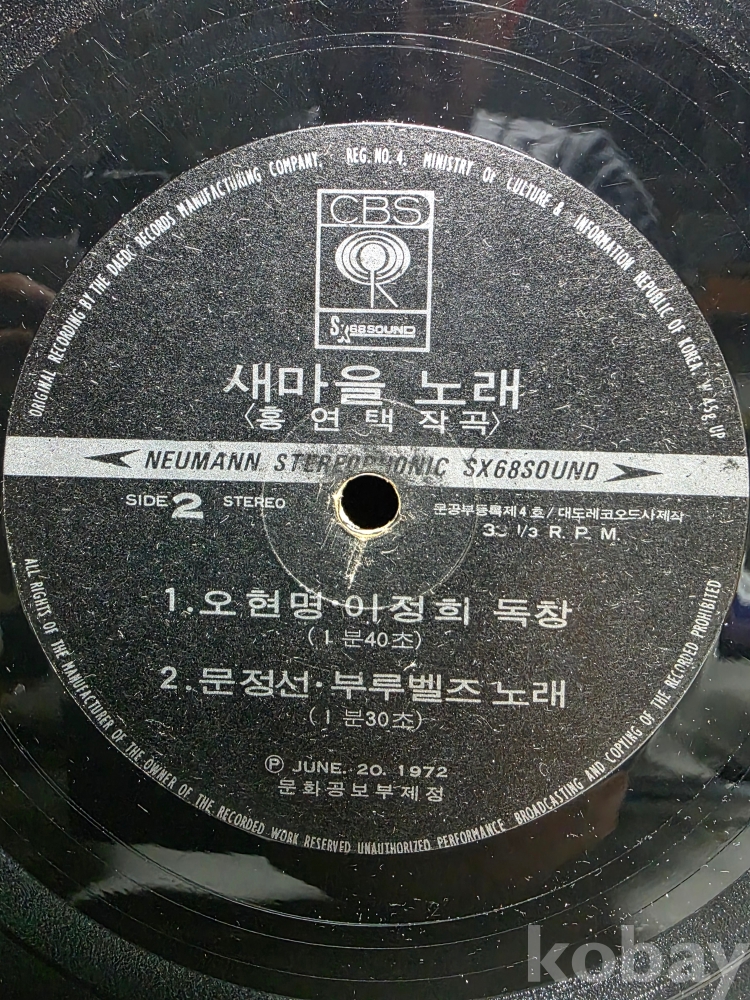 ORIGINAL RECORDING BY THE DAEDO RECORDS MANUFACTURING COMPANY. REG. NO. 4. MINISTRY OF CULTURE & INFORMATION REPUBLIC OF KOREA.
CBS
SX68SOUND
새마을 노래
〈홍연택 작곡〉
NEUMANN STEREOPHONIC SX68SOUND
SIDE 2 STEREO
문공부등록제4호/대도레코오드사제작
33 1/3 R. P. M.
1. 오현명·이정희 독창
(1분40초)
2. 문정선·부루벨즈 노래
(1분30초)
Ⓟ JUNE. 20. 1972
문화공보부제정
ALL RIGHTS OF THE MANUFACTURER OF THE OWNER OF THE RECORDED WORK RESERVED UNAUTHORIZED PERFORMANCE. BROADCASTING AND COPYING OF THE RECORDED PROHIBITED
kobay